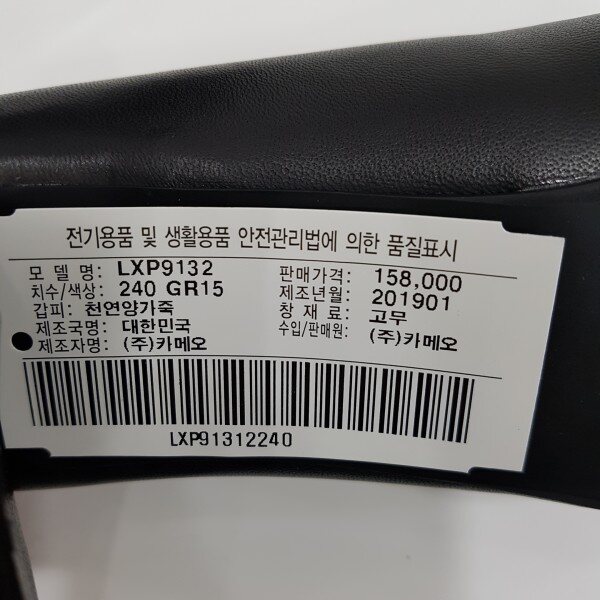 전기용품 및 생활용품 안전관리법에 의한 품질표시
모 델 명: LXP9132 판매가격: 158,000
치수/색상: 240 GR15 제조년월: 201901
갑피: 천연양가죽 창 재 료: 고무
제조국명: 대한민국 수입/판매원: (주)카메오
제조자명: (주)카메오
LXP91312240